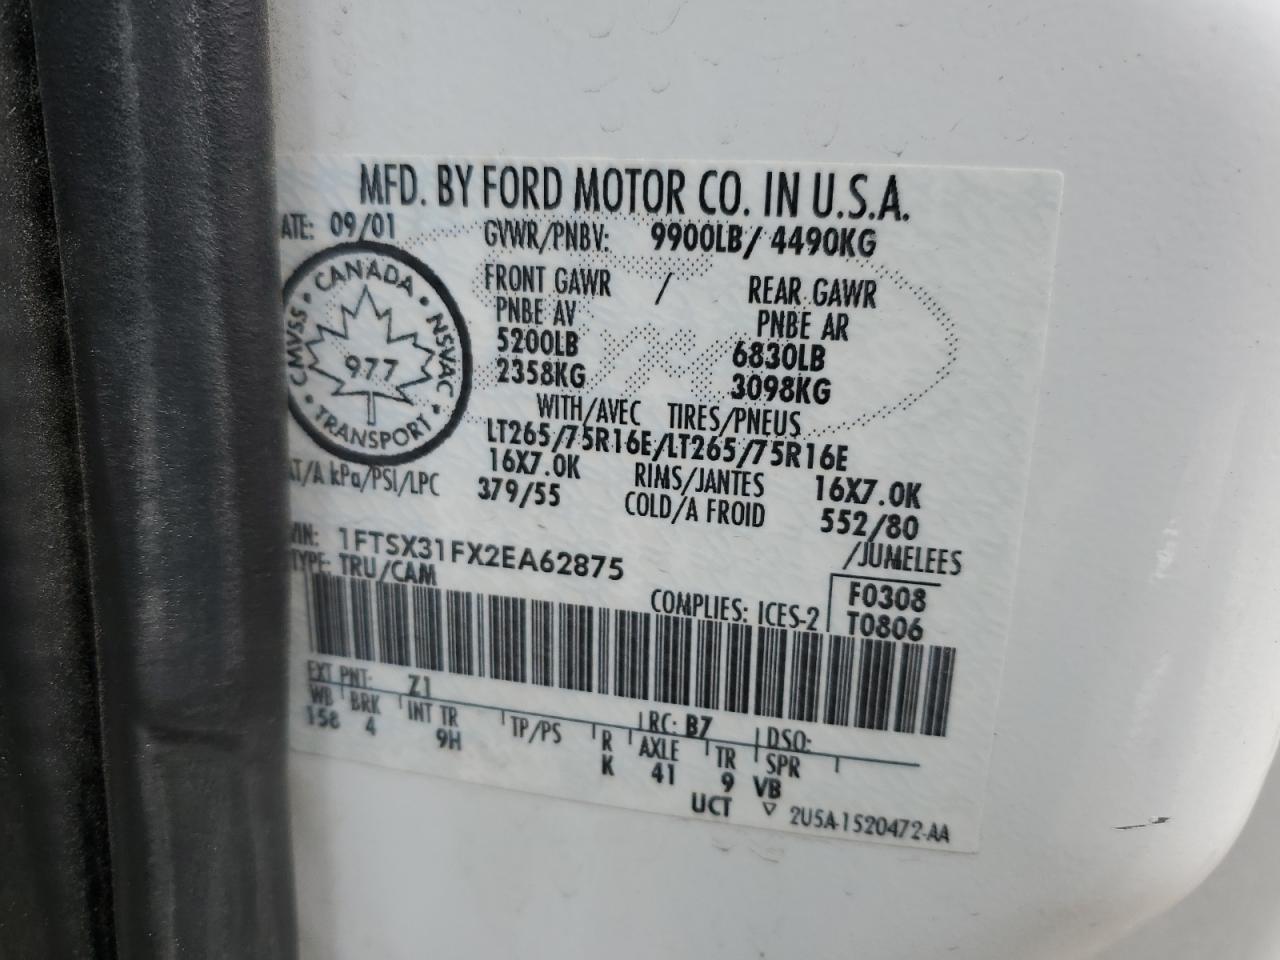 MFD. BY FORD MOTOR CO. IN U.S.A.
ATE: 09/01 GVWR/PNBV: 9900LB/ 4490KG
FRONT GAWR / REAR GAWR
PNBE AV PNBE AR
5200LB 6830LB
2358KG 3098KG
CANADA · NSVAC · TRANSPORT · CMVSS ·
977
WITH/AVEC TIRES/PNEUS
LT265/75R16E/LT265/75R16E
16X7.0K RIMS/JANTES 16X7.0K
AT/A kPa/PSI/LPC 379/55 COLD/A FROID 552/80
VIN: 1FTSX31FX2EA62875 /JUMELEES
TYPE: TRU/CAM
COMPLIES: ICES-2 F0308
T0806
EXT PNT: Z1 RC: B7 DSO:
WB BRK INT TR TP/PS R AXLE TR SPR
158 4 9H K 41 9 VB
UCT ▽ 2U5A-1520472-AA